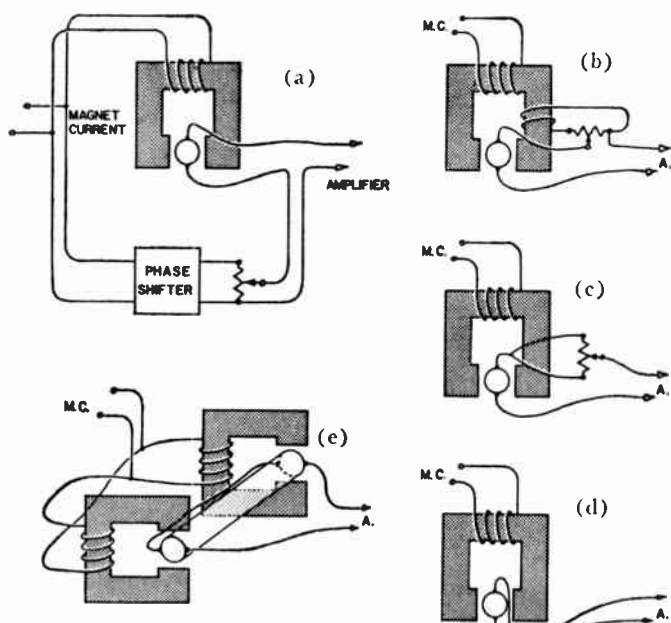 (a)
MAGNET
CURRENT
AMPLIFIER
PHASE
SHIFTER
M.C.
(b)
A.
M.C.
(c)
A.
M.C.
(e)
A.
M.C.
(d)
A.